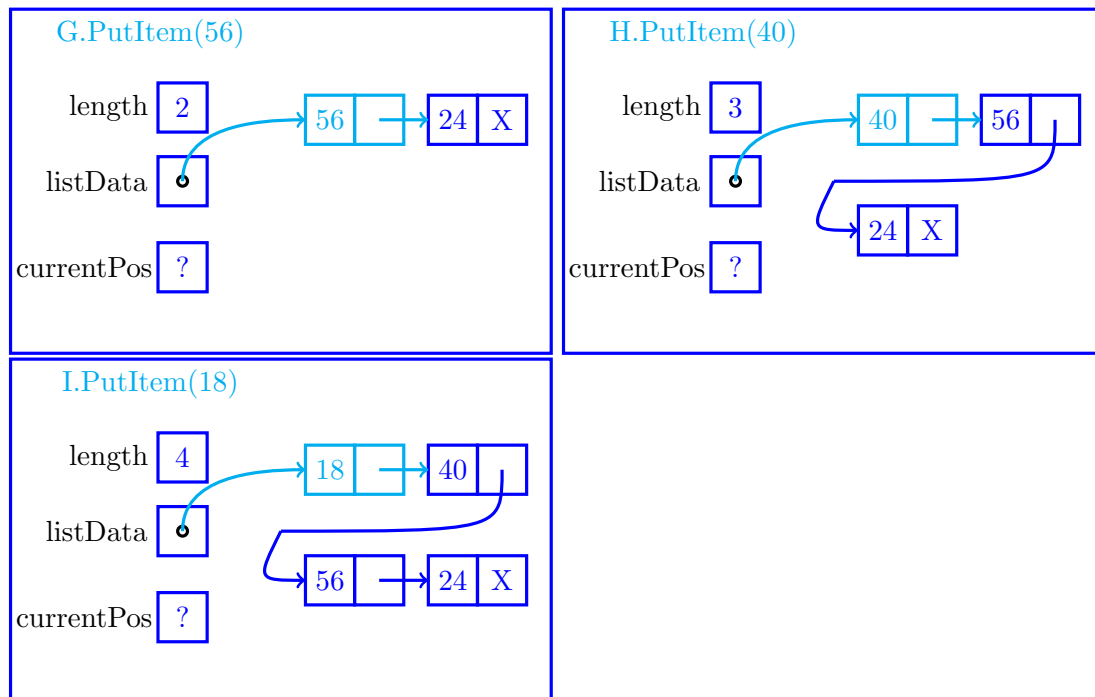 G.PutItem(56)
length 2 56 24 X
listData
currentPos ?
H.PutItem(40)
length 3 40 56
listData
24 X
currentPos ?
I.PutItem(18)
length 4 18 40
listData
56 24 X
currentPos ?